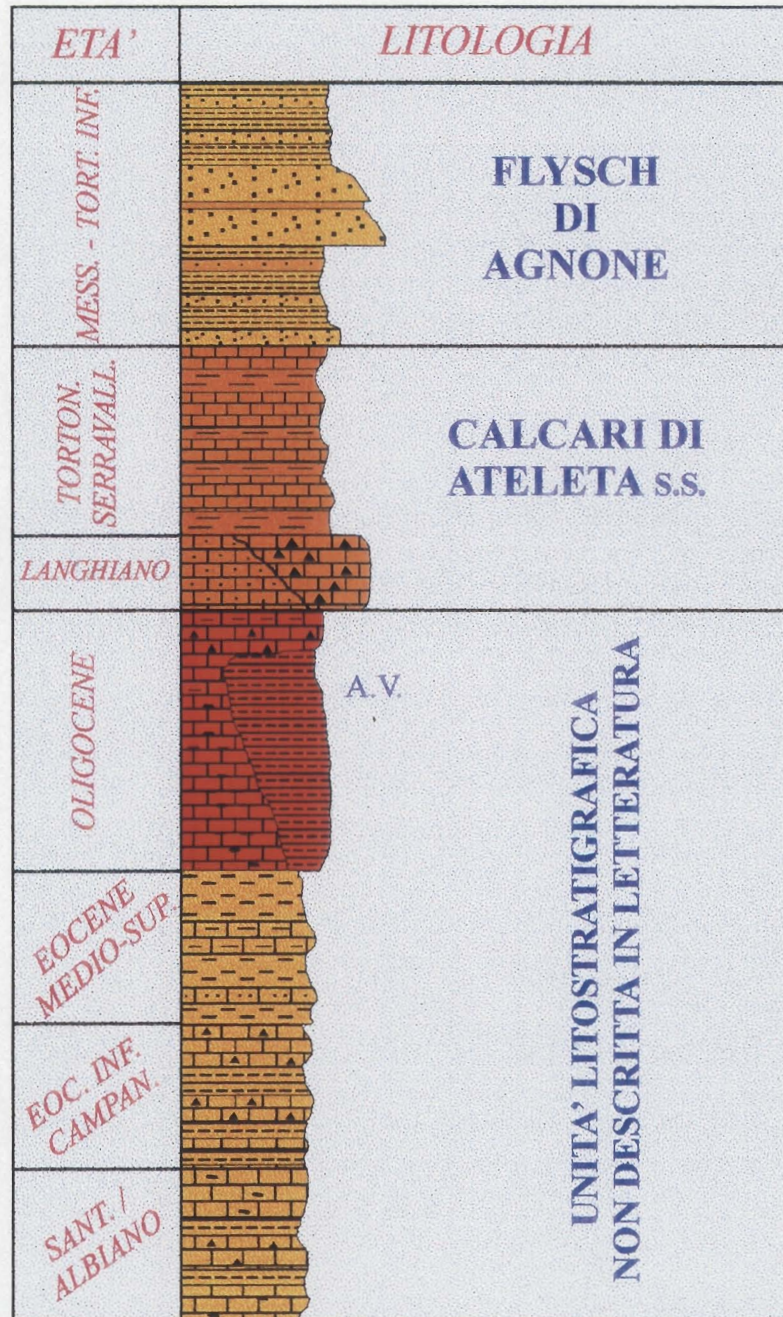 ETA'
LITOLOGIA
MESS. - TORT. INF.
FLYSCH
DI
AGNONE
TORTON.
SERRAVALL.
CALCARI DI
ATELETA S.S.
LANGHIANO
OLIGOCENE
A.V.
UNITA' LITOSTRATIGRAFICA
NON DESCRITTA IN LETTERATURA
EOCENE
MEDIO-SUP.
EOC. INF.
CAMPAN.
SANT. /
ALBIANO